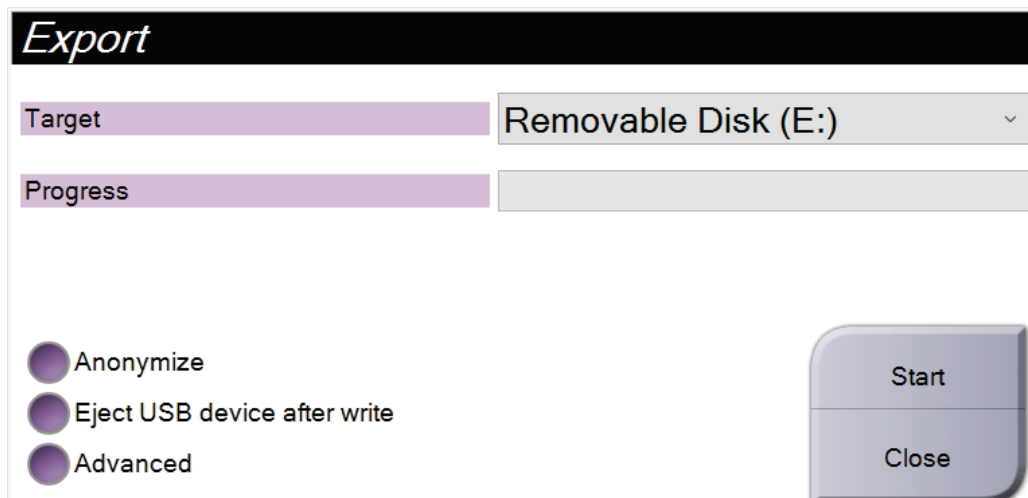 Export
Target
Removable Disk (E:)
Progress
Anonymize
Eject USB device after write
Advanced
Start
Close